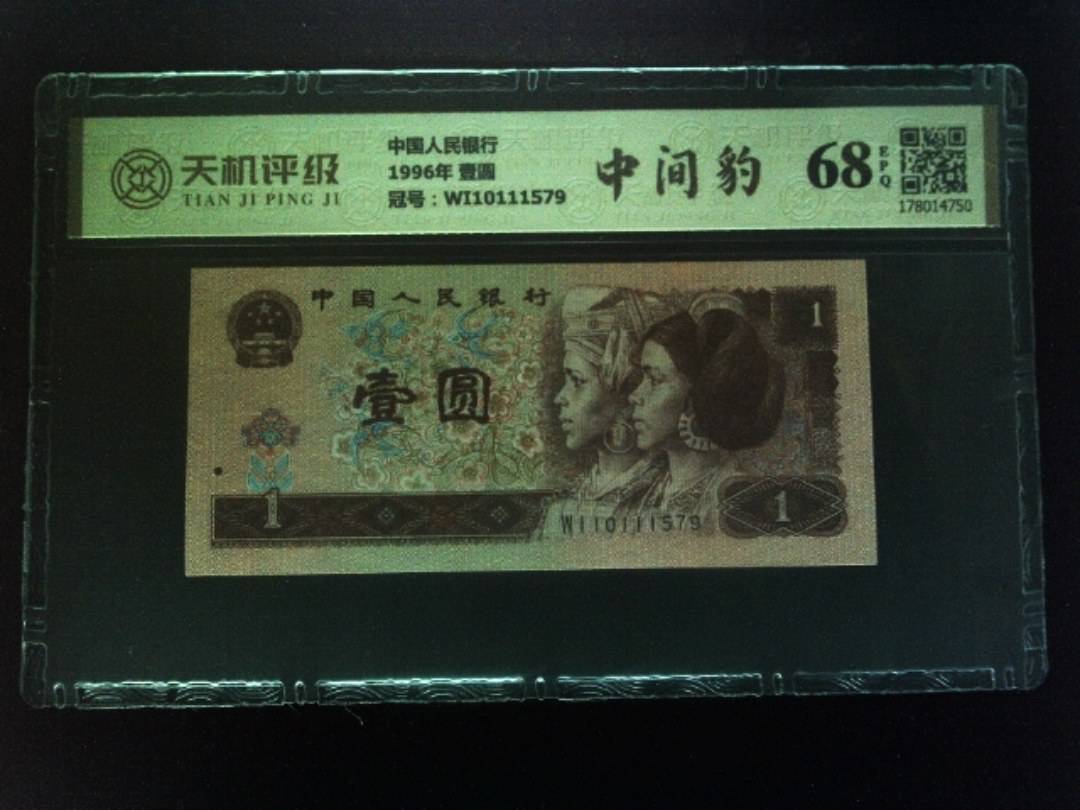 天机评级
TIAN JI PING JI
中国人民银行
1996年 壹圆
冠号：WI10111579
中间豹
68
EPQ
178014750
中国人民银行
1
壹圆
1
WI10111579
1